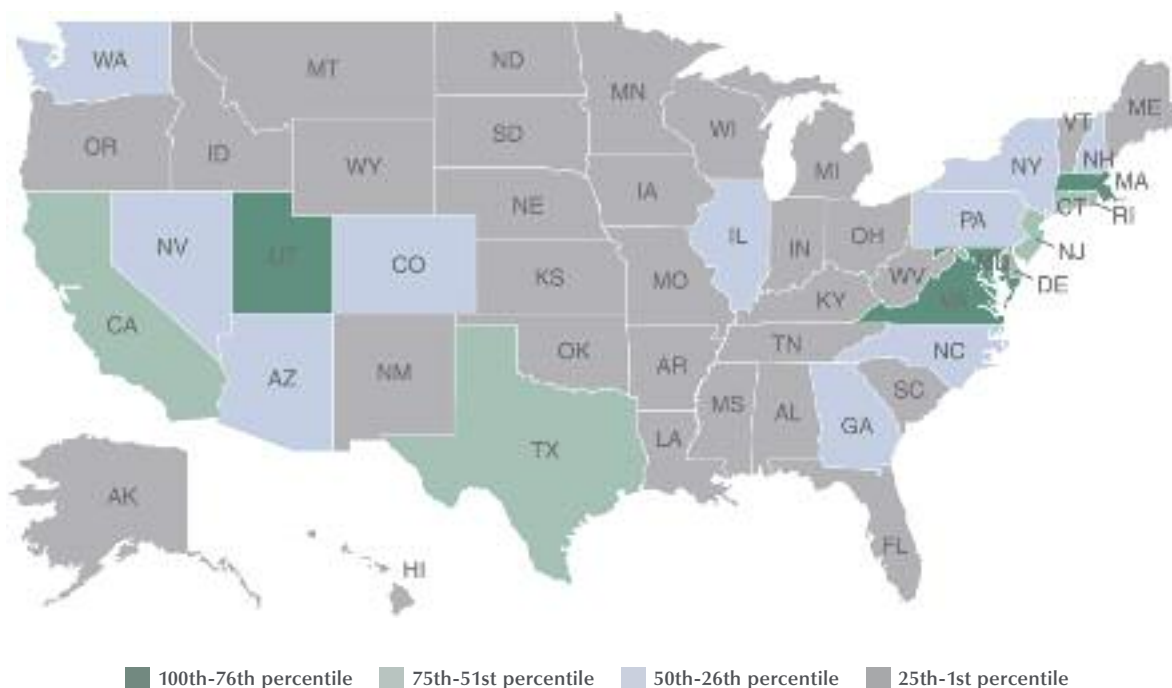 WA
MT
ND
MN
ME
VT
OR
ID
SD
WI
NY
NH
WY
MI
MA
IA
CT
RI
NE
PA
NV
UT
CO
IL
IN
OH
NJ
KS
MO
WV
DE
KY
VA
CA
TN
NC
AZ
NM
OK
AR
SC
MS
AL
GA
TX
LA
AK
FL
HI
100th-76th percentile
75th-51st percentile
50th-26th percentile
25th-1st percentile